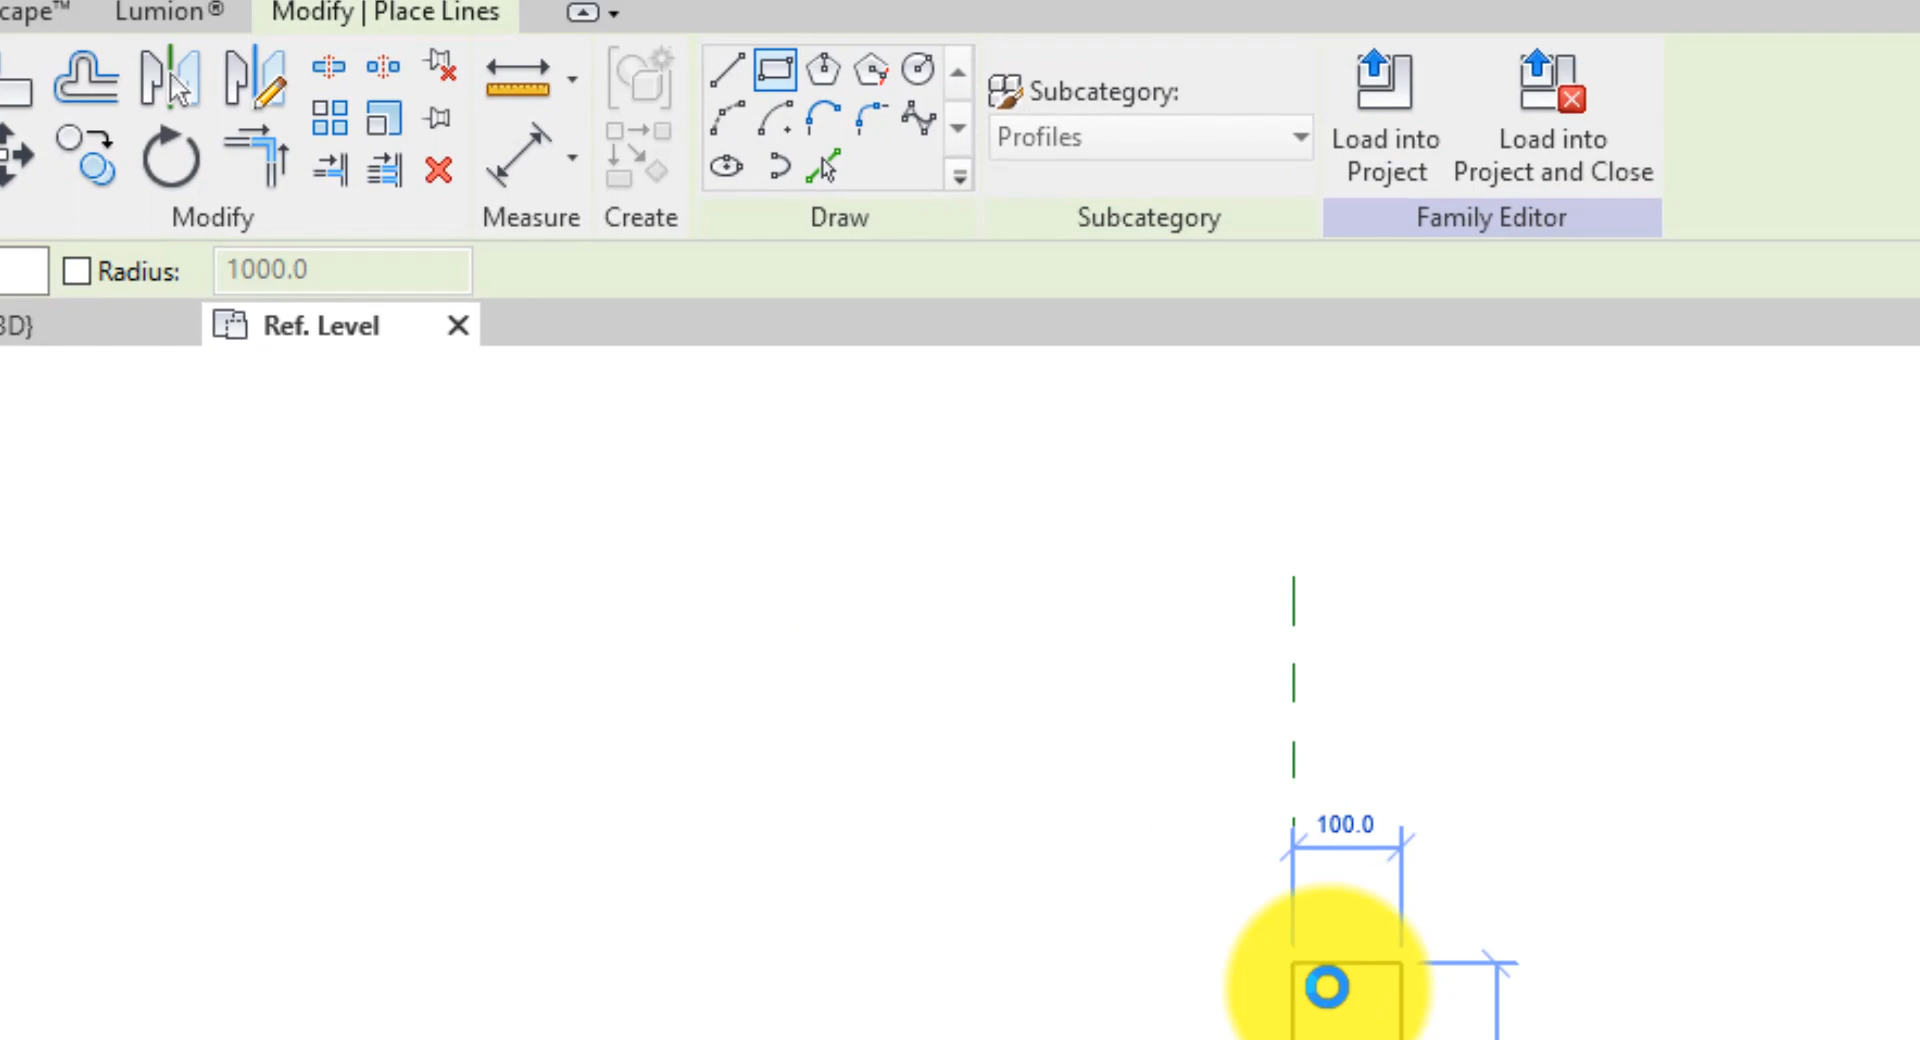 cape™ Lumion® Modify | Place Lines
Subcategory:
Profiles
Load into
Project
Load into
Project and Close
Modify Measure Create Draw Subcategory Family Editor
Radius: 1000.0
3D} Ref. Level
100.0